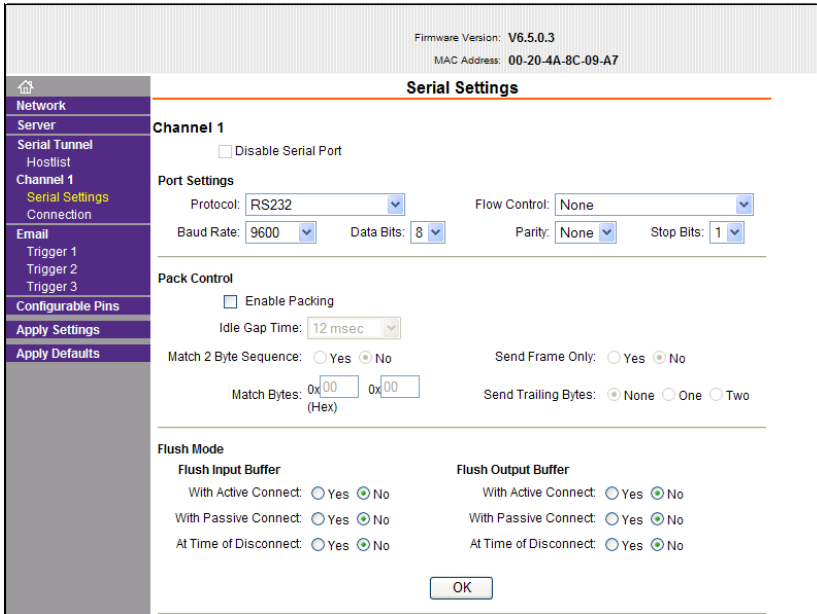 Firmware Version: V6.5.0.3
MAC Address: 00-20-4A-8C-09-A7
Network
Server
Serial Tunnel
Hostlist
Channel 1
Serial Settings
Connection
Email
Trigger 1
Trigger 2
Trigger 3
Configurable Pins
Apply Settings
Apply Defaults
Serial Settings
Channel 1
Disable Serial Port
Port Settings
Protocol: RS232 Flow Control: None
Baud Rate: 9600 Data Bits: 8 Parity: None Stop Bits: 1
Pack Control
Enable Packing
Idle Gap Time: 12 msec
Match 2 Byte Sequence: Yes No Send Frame Only: Yes No
Match Bytes: 0x 00 0x 00 Send Trailing Bytes: None One Two
(Hex)
Flush Mode
Flush Input Buffer Flush Output Buffer
With Active Connect: Yes No With Active Connect: Yes No
With Passive Connect: Yes No With Passive Connect: Yes No
At Time of Disconnect: Yes No At Time of Disconnect: Yes No
OK